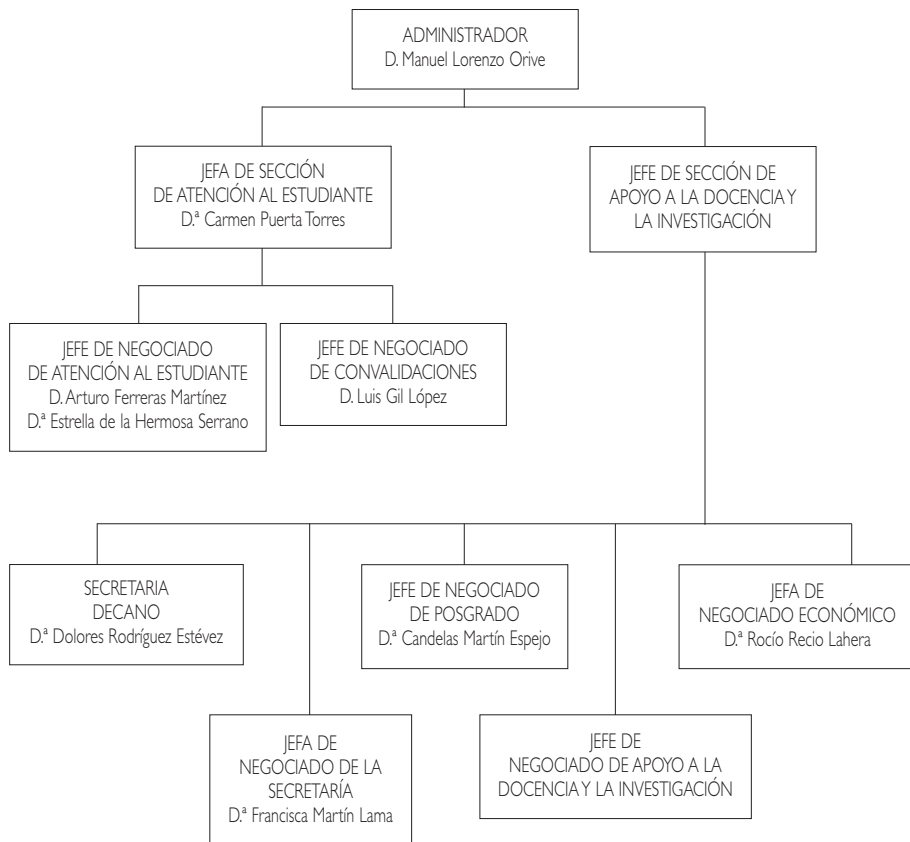 ADMINISTRADOR
D. Manuel Lorenzo Orive
JEFA DE SECCIÓN
DE ATENCIÓN AL ESTUDIANTE
D.ª Carmen Puerta Torres
JEFE DE SECCIÓN DE
APOYO A LA DOCENCIA Y
LA INVESTIGACIÓN
JEFE DE NEGOCIADO
DE ATENCIÓN AL ESTUDIANTE
D. Arturo Ferreras Martínez
D.ª Estrella de la Hermosa Serrano
JEFE DE NEGOCIADO
DE CONVALIDACIONES
D. Luis Gil López
SECRETARIA
DECANO
D.ª Dolores Rodríguez Estévez
JEFE DE NEGOCIADO
DE POSGRADO
D.ª Candelas Martín Espejo
JEFA DE
NEGOCIADO ECONÓMICO
D.ª Rocío Recio Lahera
JEFA DE
NEGOCIADO DE LA
SECRETARÍA
D.ª Francisca Martín Lama
JEFE DE
NEGOCIADO DE APOYO A LA
DOCENCIA Y LA INVESTIGACIÓN